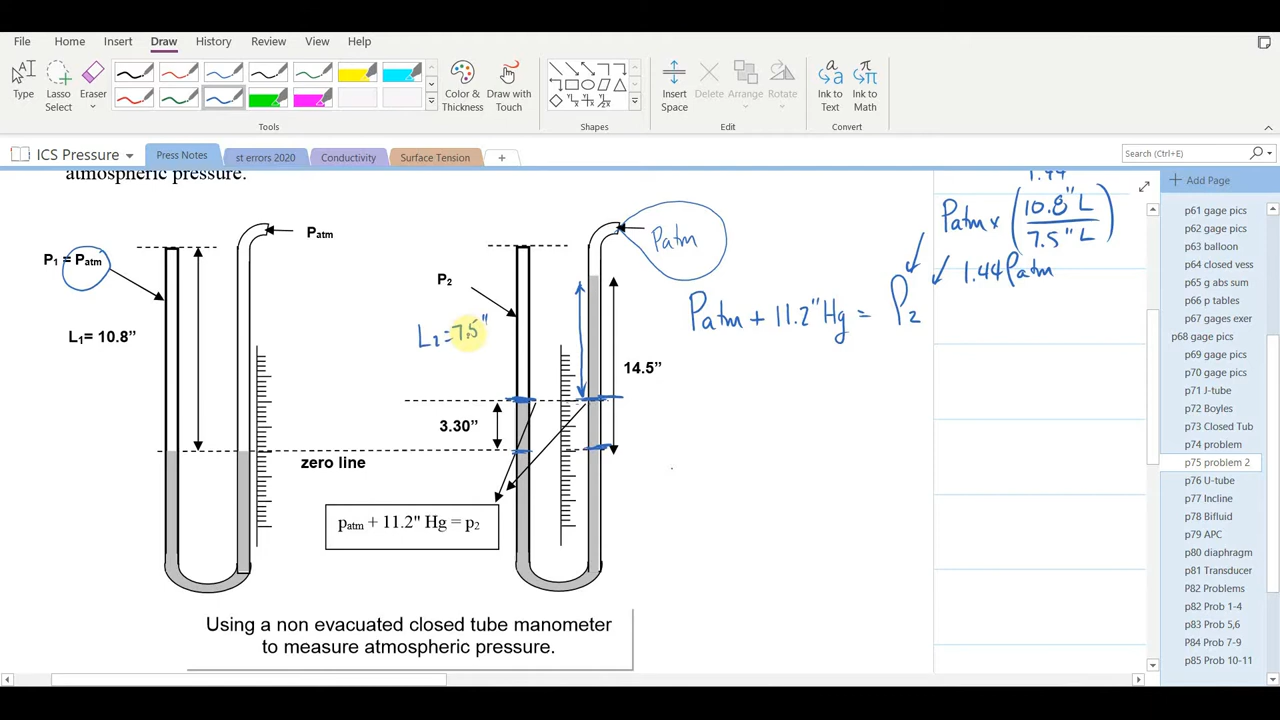 File Home Insert Draw History Review View Help
Type Lasso Select Eraser Color & Thickness Draw with Touch Insert Space Delete Arrange Rotate Ink to Text Ink to Math
Tools Shapes Edit Convert
ICS Pressure Press Notes st errors 2020 Conductivity Surface Tension + Search (Ctrl+E)
atmospheric pressure.
Add Page
p61 gage pics
p62 gage pics
p63 balloon
p64 closed vess
p65 g abs sum
p66 p tables
p67 gages exer
p68 gage pics
p69 gage pics
p70 gage pics
p71 J-tube
p72 Boyles
p73 Closed Tub
p74 problem
p75 problem 2
p76 U-tube
p77 Incline
p78 Bifluid
p79 APC
p80 diaphragm
p81 Transducer
P82 Problems
p82 Prob 1-4
p83 Prob 5,6
P84 Prob 7-9
p85 Prob 10-11
1.44
Patm x (10.8" L / 7.5" L)
1.44 Patm
Patm + 11.2" Hg = P2
P1 = Patm
Patm
L1= 10.8"
P2
Patm
L2=7.5"
14.5”
3.30”
zero line
patm + 11.2" Hg = p2
Using a non evacuated closed tube manometer
to measure atmospheric pressure.